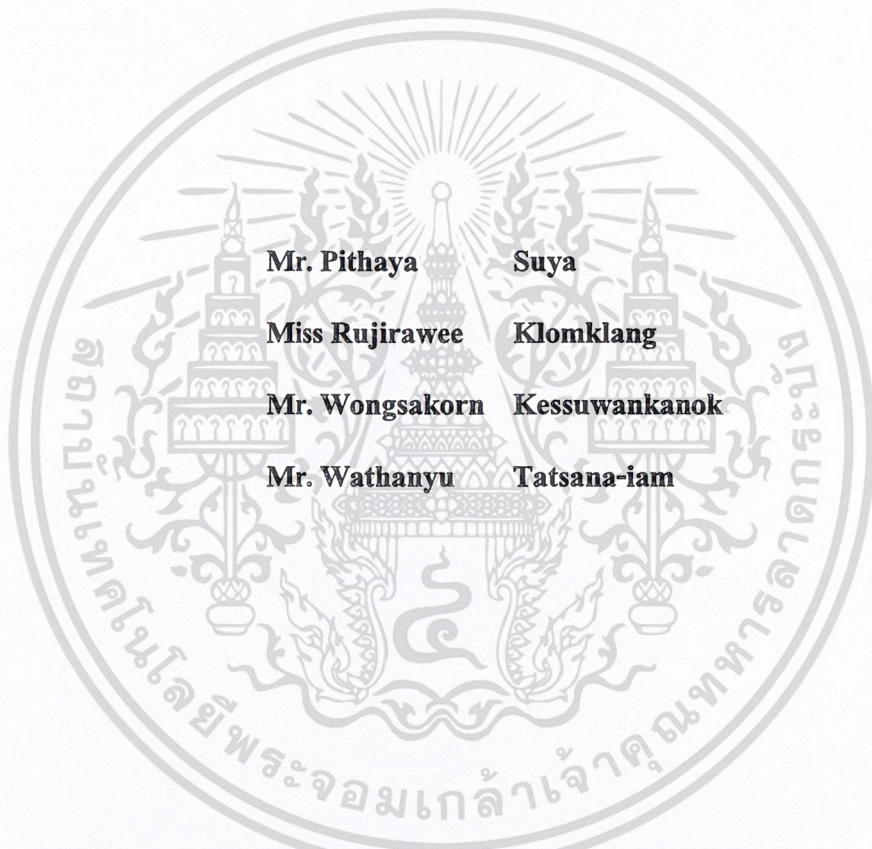 Mr. Pithaya Suya
Miss Rujirawee Klomklang
Mr. Wongsakorn Kessuwankanok
Mr. Wathanyu Tatsana-iam
๔
สถาบันเทคโนโลยีพระจอมเกล้าเจ้าคุณทหารลาดกระบัง